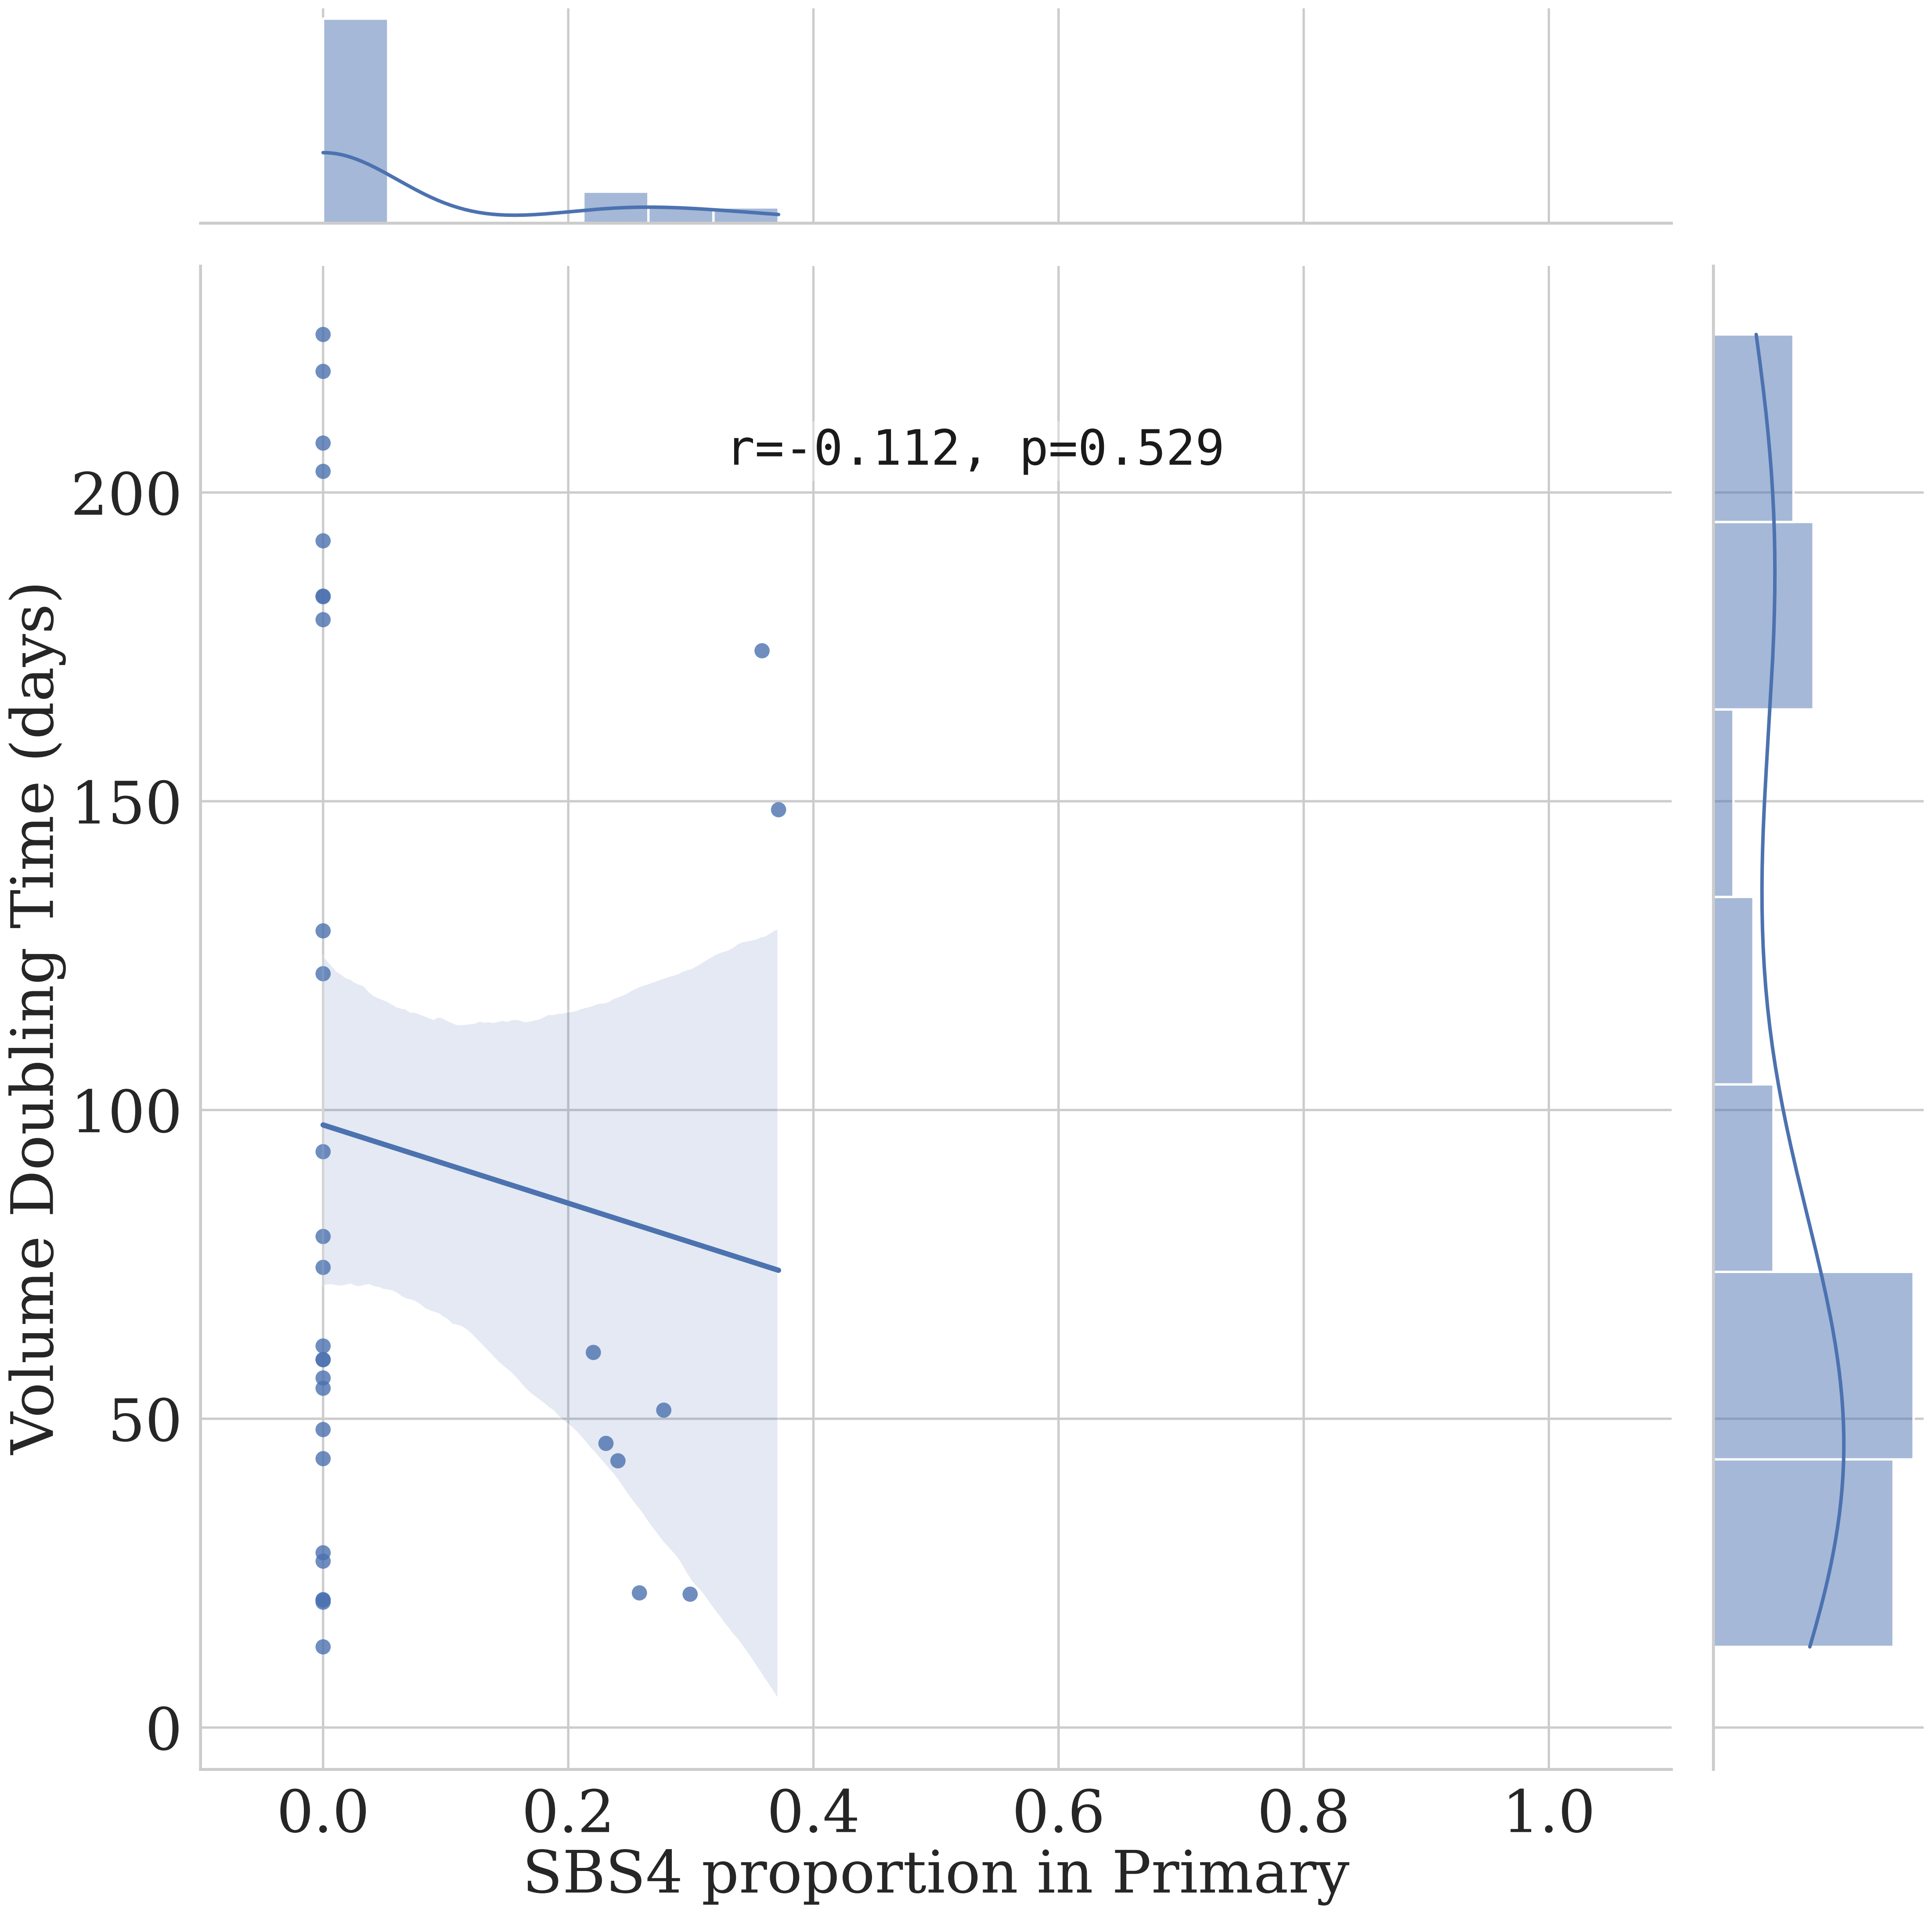 r=-0.112, p=0.529
Volume Doubling Time (days)
200
150
100
50
0
0.0 0.2 0.4 0.6 0.8 1.0
SBS4 proportion in Primary